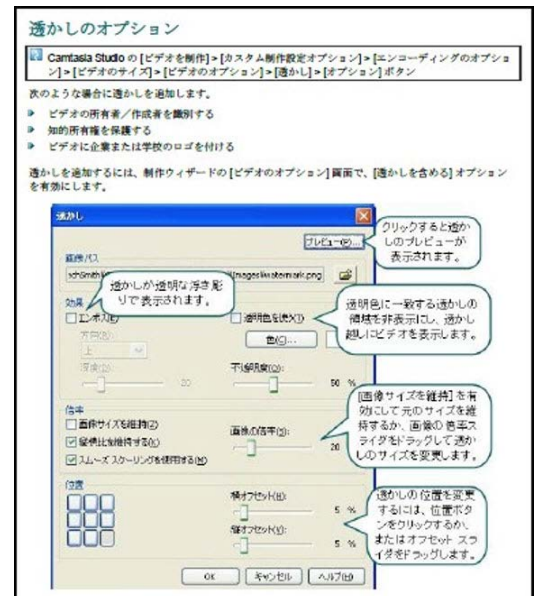 透かしのオプション
Camtasia Studio の [ビデオを制作] > [カスタム制作設定オプション] > [エンコーディングのオプショ
ン] > [ビデオのサイズ] > [ビデオのオプション] > [透かし] > [オプション] ボタン
次のような場合に透かしを追加します。
ビデオの所有者／作成者を識別する
知的所有権を保護する
ビデオに企業または学校のロゴを付ける
透かしを追加するには、制作ウィザードの [ビデオのオプション] 画面で、[透かしを含める] オプション
を有効にします。
透かし
プレビュー(P)...
クリックすると透か
しのプレビューが
表示されます。
画像パス
Images\watermark.png
透かしが透明な浮き彫
りで表示されます。
効果
エンボス(E)
透明色を使う(T)
方向(R):
上
色(C)...
深度(D):
20
不透明度(O):
50 %
透明色に一致する透かしの
領域を非表示にし、透かし
越しにビデオを表示します。
倍率
画像サイズを維持(Z)
縦横比を維持する(K)
スムーズ スケーリングを使用する(M)
画像の倍率(S):
20
[画像サイズを維持] を有
効にして元のサイズを維
持するか、画像の倍率ス
ライダをドラッグして透か
しのサイズを変更します。
位置
横オフセット(H):
5 %
縦オフセット(V):
5 %
透かしの位置を変更
するには、位置ボタ
ンをクリックするか、
またはオフセット スラ
イダをドラッグします。
OK
キャンセル
ヘルプ(H)